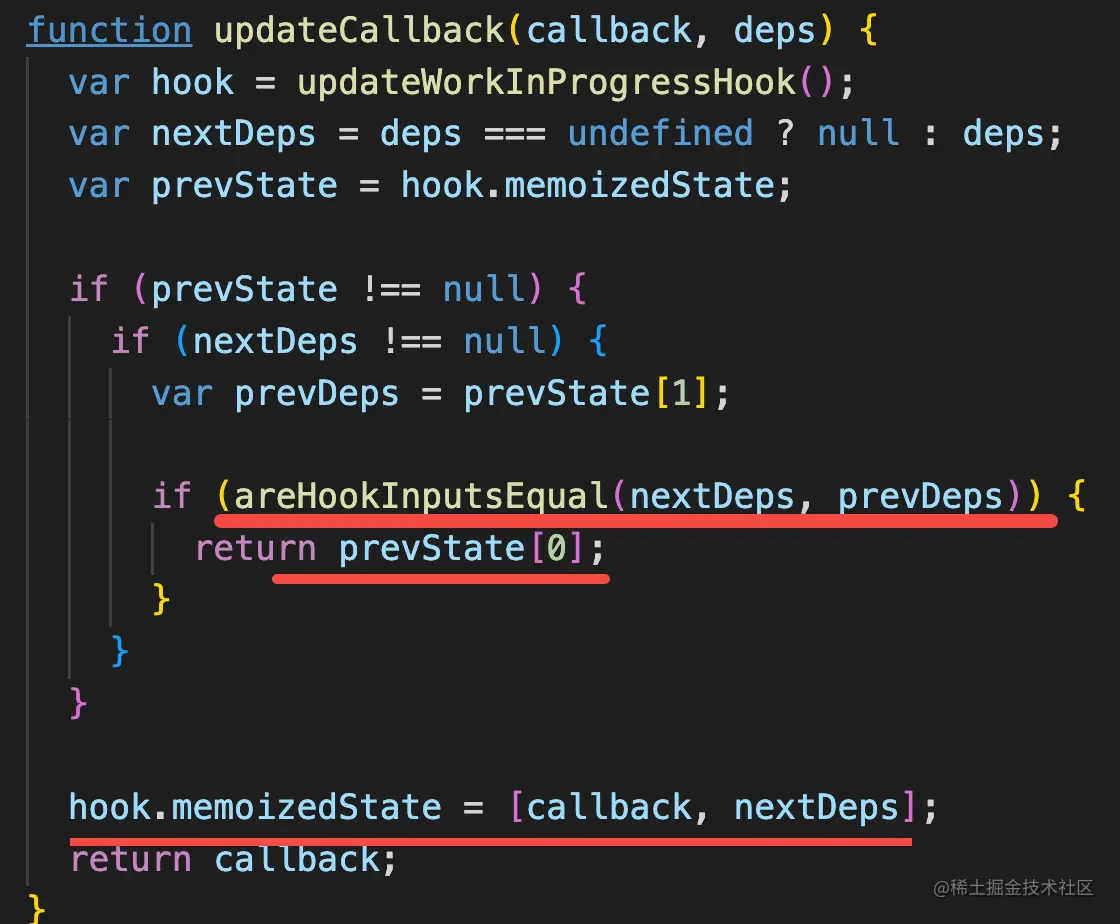 function updateCallback(callback, deps) {
  var hook = updateWorkInProgressHook();
  var nextDeps = deps === undefined ? null : deps;
  var prevState = hook.memoizedState;

  if (prevState !== null) {
    if (nextDeps !== null) {
      var prevDeps = prevState[1];

      if (areHookInputsEqual(nextDeps, prevDeps)) {
        return prevState[0];
      }
    }
  }

  hook.memoizedState = [callback, nextDeps];
  return callback;
}
@稀土掘金技术社区